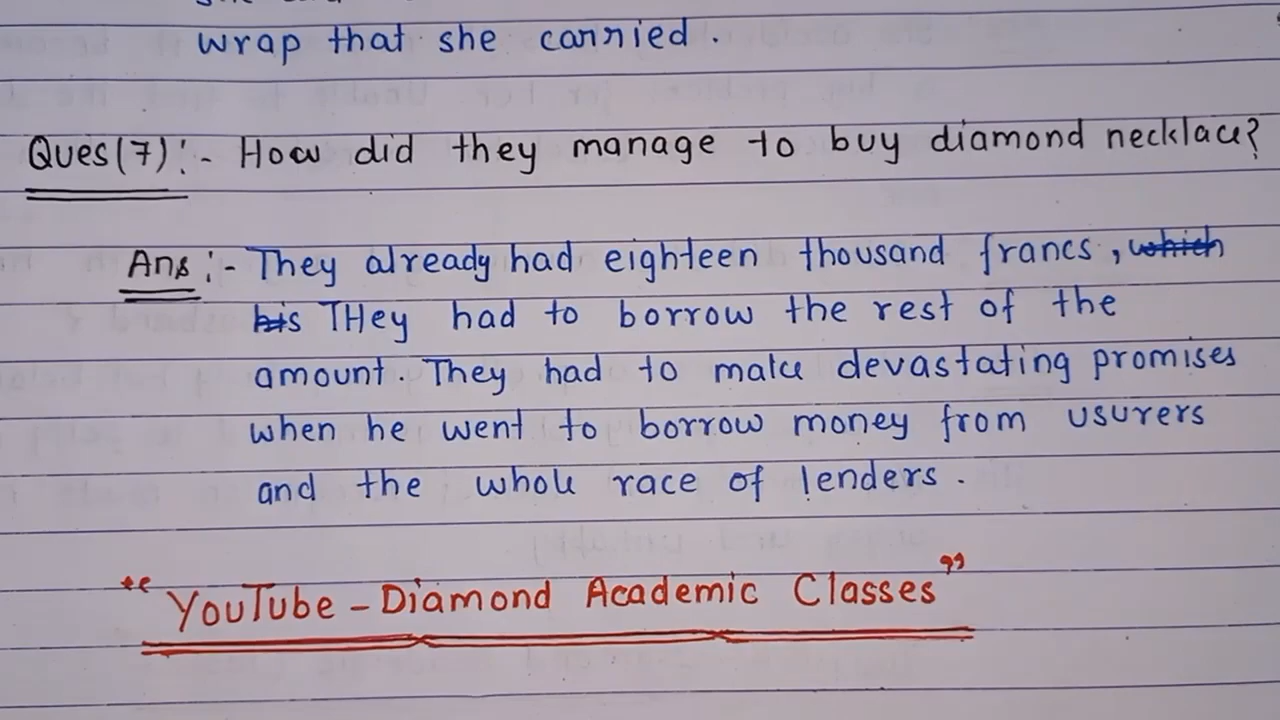 wrap that she carried.
Ques(7):- How did they manage to buy diamond necklace?
Ans:- They already had eighteen thousand francs, which
his THey had to borrow the rest of the
amount. They had to make devastating promises
when he went to borrow money from usurers
and the whole race of lenders.
"YouTube - Diamond Academic Classes"